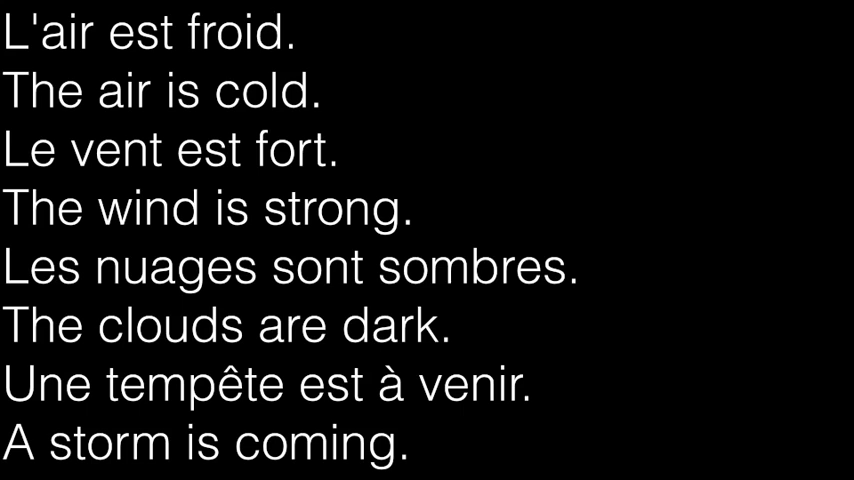 L'air est froid.
The air is cold.
Le vent est fort.
The wind is strong.
Les nuages sont sombres.
The clouds are dark.
Une tempête est à venir.
A storm is coming.